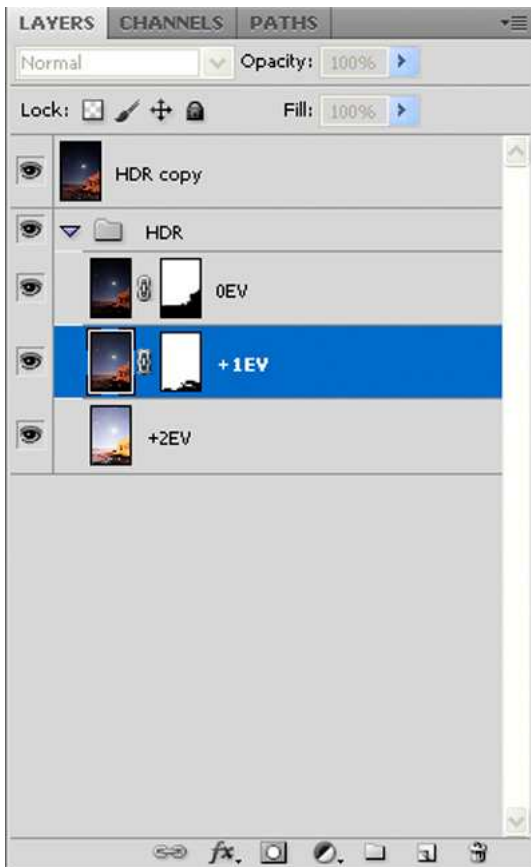 LAYERS CHANNELS PATHS
Normal Opacity: 100%
Lock: Fill: 100%
HDR copy
HDR
0EV
+1EV
+2EV
fx.